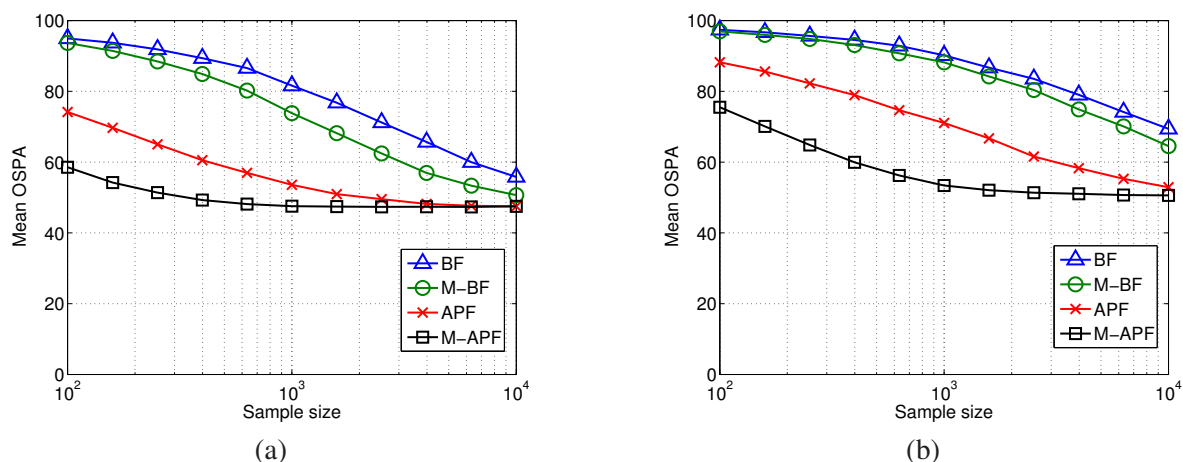 100
80
60
40
20
0
Mean OSPA
BF
M-BF
APF
M-APF
10^2
10^3
10^4
Sample size
(a)
100
80
60
40
20
0
Mean OSPA
BF
M-BF
APF
M-APF
10^2
10^3
10^4
Sample size
(b)